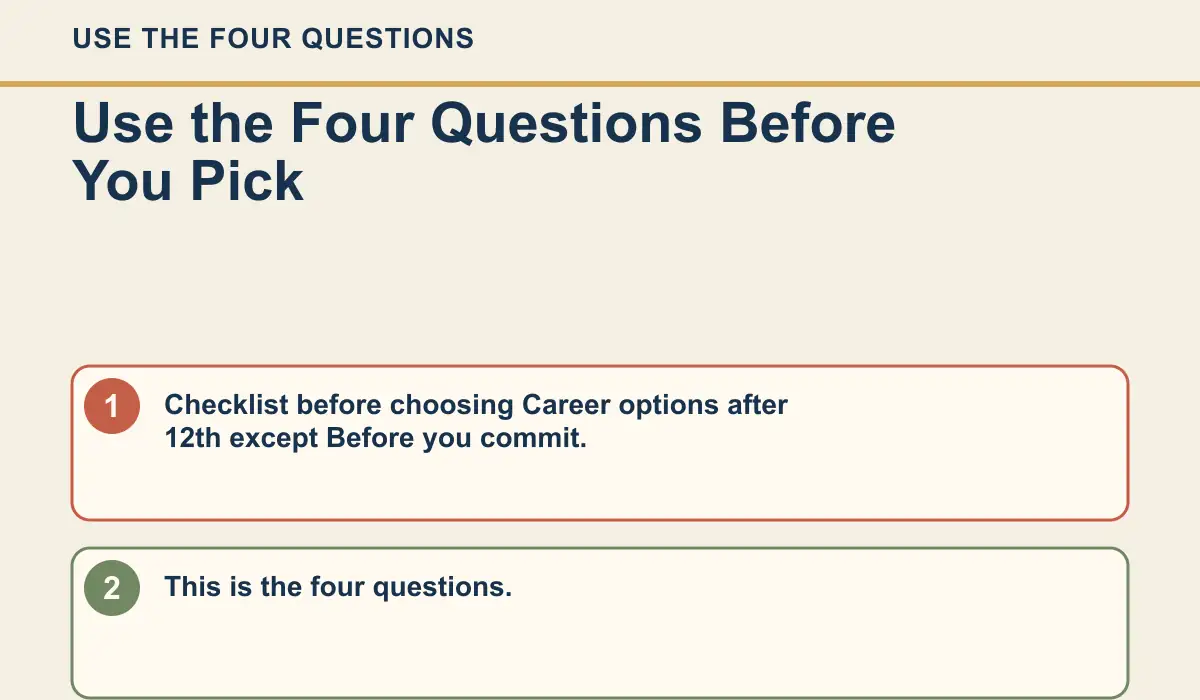 USE THE FOUR QUESTIONS
Use the Four Questions Before
You Pick
1
Checklist before choosing Career options after
12th except Before you commit.
2
This is the four questions.